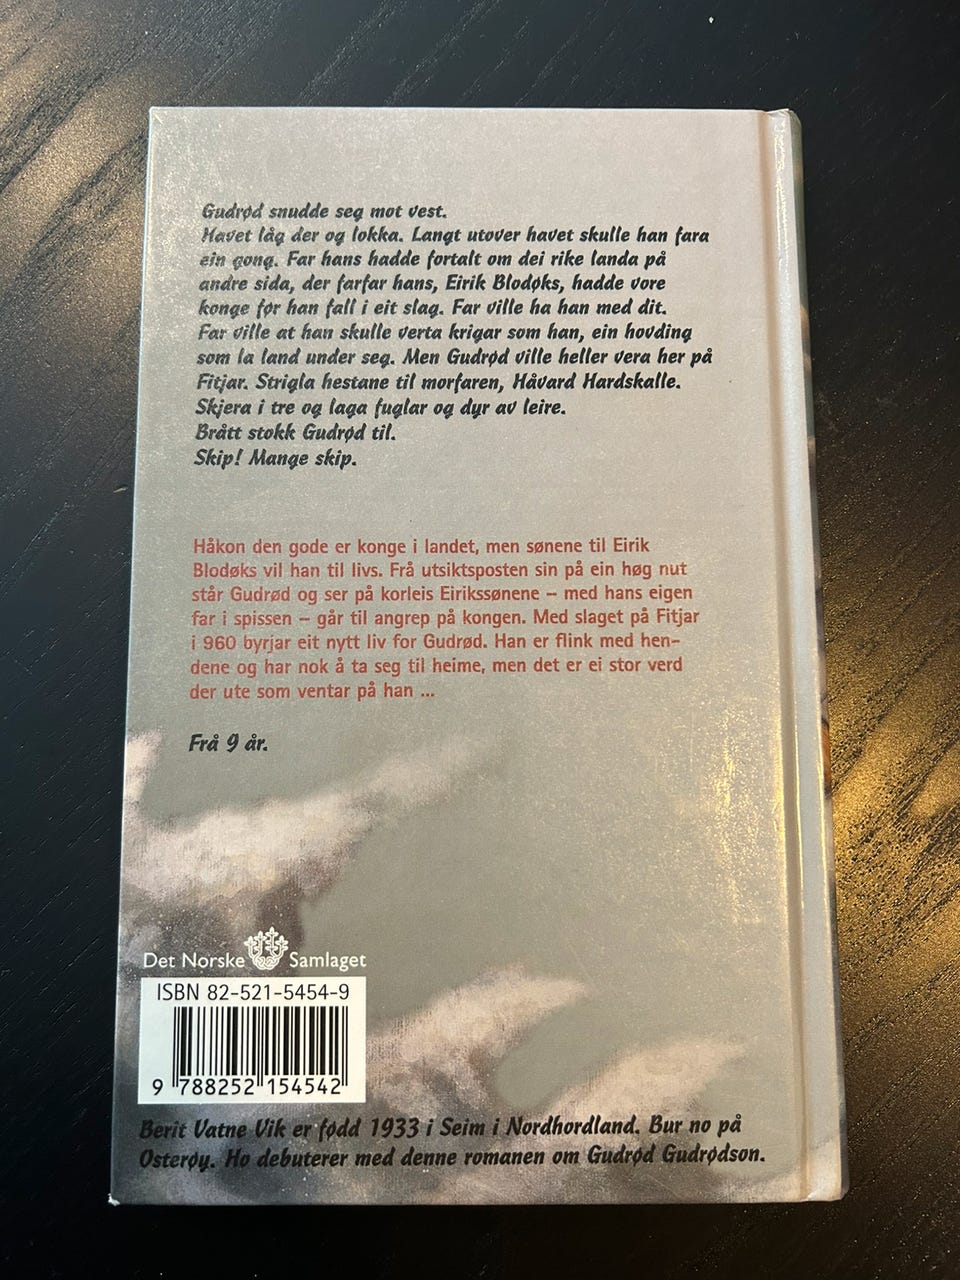 Gudrød snudde seg mot vest.
Havet låg der og lokka. Langt utover havet skulle han fara
ein gong. Far hans hadde fortalt om dei rike landa på
andre sida, der farfar hans, Eirik Blodøks, hadde vore
konge før han fall i eit slag. Far ville ha han med dit.
Far ville at han skulle verta krigar som han, ein hovding
som la land under seg. Men Gudrød ville heller vera her på
Fitjar. Strigla hestane til morfaren, Håvard Hardskalle.
Skjera i tre og laga fuglar og dyr av leire.
Brått stokk Gudrød til.
Skip! Mange skip.
Håkon den gode er konge i landet, men sønene til Eirik
Blodøks vil han til livs. Frå utsiktsposten sin på ein høg nut
står Gudrød og ser på korleis Eirikssønene – med hans eigen
far i spissen – går til angrep på kongen. Med slaget på Fitjar
i 960 byrjar eit nytt liv for Gudrød. Han er flink med hen-
dene og har nok å ta seg til heime, men det er ei stor verd
der ute som ventar på han ...
Frå 9 år.
Det Norske Samlaget
ISBN 82-521-5454-9
9 788252 154542
Berit Vatne Vik er fødd 1933 i Seim i Nordhordland. Bur no på
Osterøy. Ho debuterer med denne romanen om Gudrød Gudrødson.